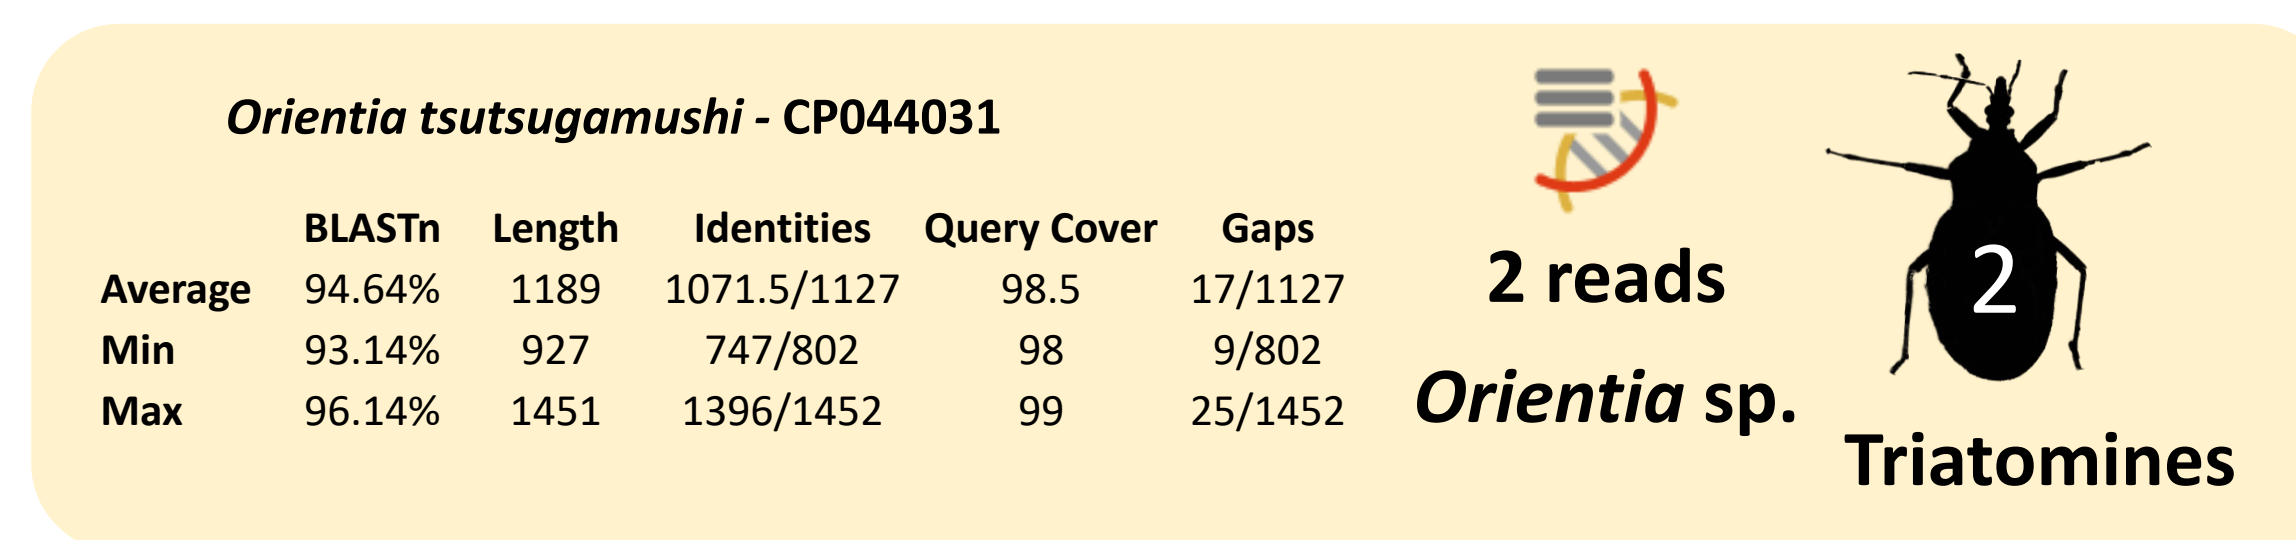 Orientia tsutsugamushi - CP044031
BLASTn Length Identities Query Cover Gaps
Average 94.64% 1189 1071.5/1127 98.5 17/1127
Min 93.14% 927 747/802 98 9/802
Max 96.14% 1451 1396/1452 99 25/1452
2 reads
Orientia sp.
2
Triatomines